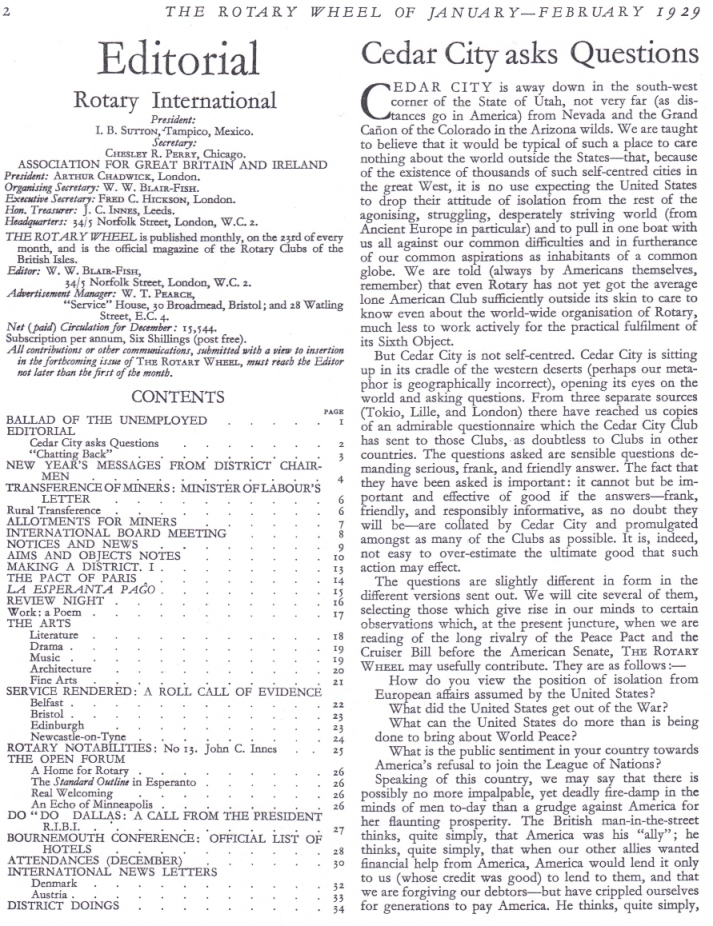 2
THE ROTARY WHEEL OF JANUARY—FEBRUARY 1929
Editorial
Rotary International
President:
I. B. SUTTON, Tampico, Mexico.
Secretary:
CHESLEY R. PERRY, Chicago.
ASSOCIATION FOR GREAT BRITAIN AND IRELAND
President: ARTHUR CHADWICK, London.
Organising Secretary: W. W. BLAIR-FISH.
Executive Secretary: FRED C. HICKSON, London.
Hon. Treasurer: J. C. INNES, Leeds.
Headquarters: 34/5 Norfolk Street, London, W.C. 2.
THE ROTARY WHEEL is published monthly, on the 23rd of every
month, and is the official magazine of the Rotary Clubs of the
British Isles.
Editor: W. W. BLAIR-FISH,
34/5 Norfolk Street, London, W.C. 2.
Advertisement Manager: W. T. PEARCE,
"Service" House, 30 Broadmead, Bristol; and 28 Watling
Street, E.C. 4.
Net (paid) Circulation for December: 15,544.
Subscription per annum, Six Shillings (post free).
All contributions or other communications, submitted with a view to insertion
in the forthcoming issue of THE ROTARY WHEEL, must reach the Editor
not later than the first of the month.
CONTENTS
PAGE
BALLAD OF THE UNEMPLOYED . . . . . 1
EDITORIAL
Cedar City asks Questions . . . . . . 2
"Chatting Back" . . . . . . . . 3
NEW YEAR'S MESSAGES FROM DISTRICT CHAIR-
MEN . . . . . . . . . . 4
TRANSFERENCE OF MINERS: MINISTER OF LABOUR'S
LETTER . . . . . . . . . 6
Rural Transference . . . . . . . . 6
ALLOTMENTS FOR MINERS . . . . . . 7
INTERNATIONAL BOARD MEETING . . . . 8
NOTICES AND NEWS . . . . . . . 9
AIMS AND OBJECTS NOTES . . . . . . 10
MAKING A DISTRICT. I . . . . . . . 13
THE PACT OF PARIS . . . . . . . 14
LA ESPERANTA PAĜO . . . . . . . 15
REVIEW NIGHT . . . . . . . . 16
Work: a Poem . . . . . . . . . 17
THE ARTS
Literature . . . . . . . . . 18
Drama . . . . . . . . . . 19
Music . . . . . . . . . . 19
Architecture . . . . . . . . . 20
Fine Arts . . . . . . . . . 21
SERVICE RENDERED: A ROLL CALL OF EVIDENCE
Belfast . . . . . . . . . . 22
Bristol . . . . . . . . . . 23
Edinburgh . . . . . . . . . 23
Newcastle-on-Tyne . . . . . . . . 24
ROTARY NOTABILITIES: No 13. John C. Innes . . 25
THE OPEN FORUM
A Home for Rotary . . . . . . . 26
The Standard Outline in Esperanto . . . . . 26
Real Welcoming . . . . . . . . 26
An Echo of Minneapolis . . . . . . . 26
DO "DO DALLAS: A CALL FROM THE PRESIDENT
R.I.B.I. . . . . . . . . . 27
BOURNEMOUTH CONFERENCE: OFFICIAL LIST OF
HOTELS . . . . . . . . . 28
ATTENDANCES (DECEMBER) . . . . . . 30
INTERNATIONAL NEWS LETTERS
Denmark . . . . . . . . . 32
Austria . . . . . . . . . . 33
DISTRICT DOINGS . . . . . . . . 34
Cedar City asks Questions
CEDAR CITY is away down in the south-west
corner of the State of Utah, not very far (as dis-
tances go in America) from Nevada and the Grand
Cañon of the Colorado in the Arizona wilds. We are taught
to believe that it would be typical of such a place to care
nothing about the world outside the States—that, because
of the existence of thousands of such self-centred cities in
the great West, it is no use expecting the United States
to drop their attitude of isolation from the rest of the
agonising, struggling, desperately striving world (from
Ancient Europe in particular) and to pull in one boat with
us all against our common difficulties and in furtherance
of our common aspirations as inhabitants of a common
globe. We are told (always by Americans themselves,
remember) that even Rotary has not yet got the average
lone American Club sufficiently outside its skin to care to
know even about the world-wide organisation of Rotary,
much less to work actively for the practical fulfilment of
its Sixth Object.
But Cedar City is not self-centred. Cedar City is sitting
up in its cradle of the western deserts (perhaps our meta-
phor is geographically incorrect), opening its eyes on the
world and asking questions. From three separate sources
(Tokio, Lille, and London) there have reached us copies
of an admirable questionnaire which the Cedar City Club
has sent to those Clubs, as doubtless to Clubs in other
countries. The questions asked are sensible questions de-
manding serious, frank, and friendly answer. The fact that
they have been asked is important: it cannot but be im-
portant and effective of good if the answers—frank,
friendly, and responsibly informative, as no doubt they
will be—are collated by Cedar City and promulgated
amongst as many of the Clubs as possible. It is, indeed,
not easy to over-estimate the ultimate good that such
action may effect.
The questions are slightly different in form in the
different versions sent out. We will cite several of them,
selecting those which give rise in our minds to certain
observations which, at the present juncture, when we are
reading of the long rivalry of the Peace Pact and the
Cruiser Bill before the American Senate, THE ROTARY
WHEEL may usefully contribute. They are as follows:—
How do you view the position of isolation from
European affairs assumed by the United States?
What did the United States get out of the War?
What can the United States do more than is being
done to bring about World Peace?
What is the public sentiment in your country towards
America's refusal to join the League of Nations?
Speaking of this country, we may say that there is
possibly no more impalpable, yet deadly fire-damp in the
minds of men to-day than a grudge against America for
her flaunting prosperity. The British man-in-the-street
thinks, quite simply, that America was his "ally"; he
thinks, quite simply, that when our other allies wanted
financial help from America, America would lend it only
to us (whose credit was good) to lend to them, and that
we are forgiving our debtors—but have crippled ourselves
for generations to pay America. He thinks, quite simply,